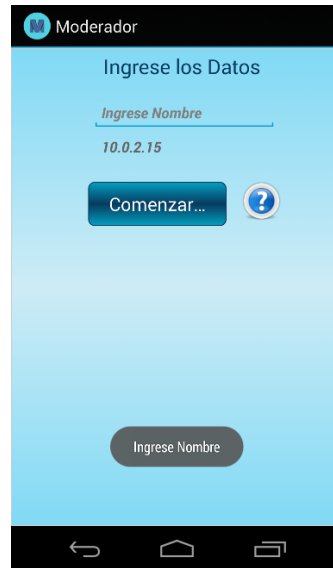 M Moderador
Ingrese los Datos
Ingrese Nombre
10.0.2.15
Comenzar...
?
Ingrese Nombre